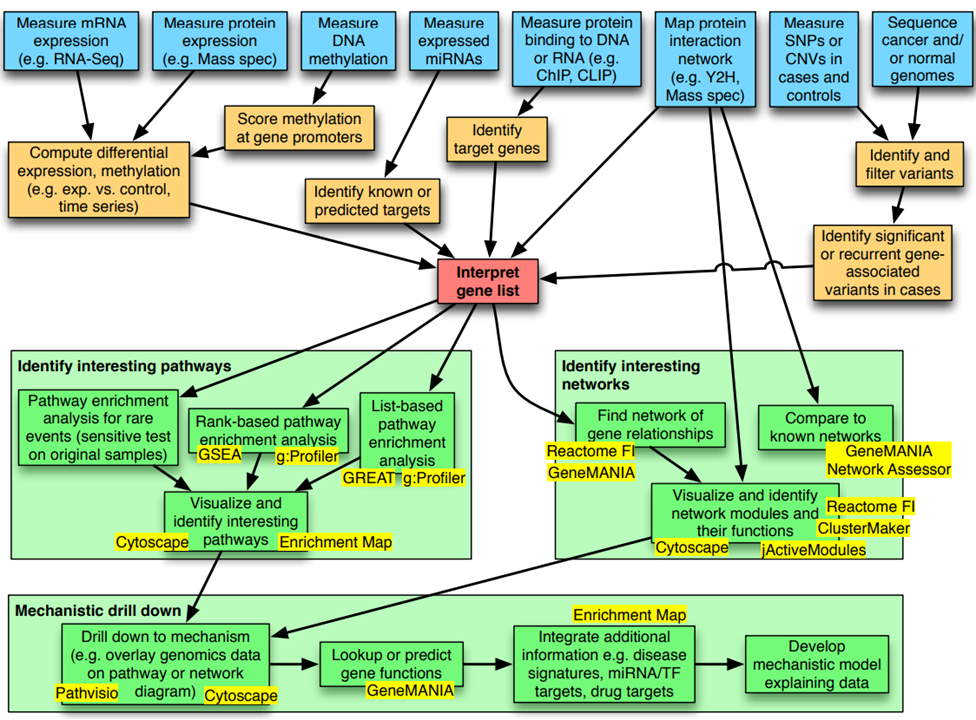 Measure mRNA
expression
(e.g. RNA-Seq)
Measure protein
expression
(e.g. Mass spec)
Measure
DNA
methylation
Measure
expressed
miRNAs
Measure protein
binding to DNA
or RNA (e.g.
ChIP, CLIP)
Map protein
interaction
network
(e.g. Y2H,
Mass spec)
Measure
SNPs or
CNVs in
cases and
controls
Sequence
cancer and/
or normal
genomes
Score methylation
at gene promoters
Identify
target genes
Compute differential
expression, methylation
(e.g. exp. vs. control,
time series)
Identify known or
predicted targets
Identify and
filter variants
Identify significant
or recurrent gene-
associated
variants in cases
Interpret
gene list
Identify interesting pathways
Pathway enrichment
analysis for rare
events (sensitive test
on original samples)
Rank-based pathway
enrichment analysis
GSEA
g:Profiler
List-based
pathway
enrichment
analysis
GREAT
g:Profiler
Visualize and
identify interesting
pathways
Cytoscape
Enrichment Map
Identify interesting
networks
Find network of
gene relationships
Reactome FI
GeneMANIA
Compare to
known networks
GeneMANIA
Network Assessor
Visualize and identify
network modules and
their functions
Reactome FI
ClusterMaker
Cytoscape
jActiveModules
Mechanistic drill down
Drill down to mechanism
(e.g. overlay genomics data
on pathway or network
diagram)
Pathvisio
Cytoscape
Lookup or predict
gene functions
GeneMANIA
Enrichment Map
Integrate additional
information e.g. disease
signatures, miRNA/TF
targets, drug targets
Develop
mechanistic model
explaining data